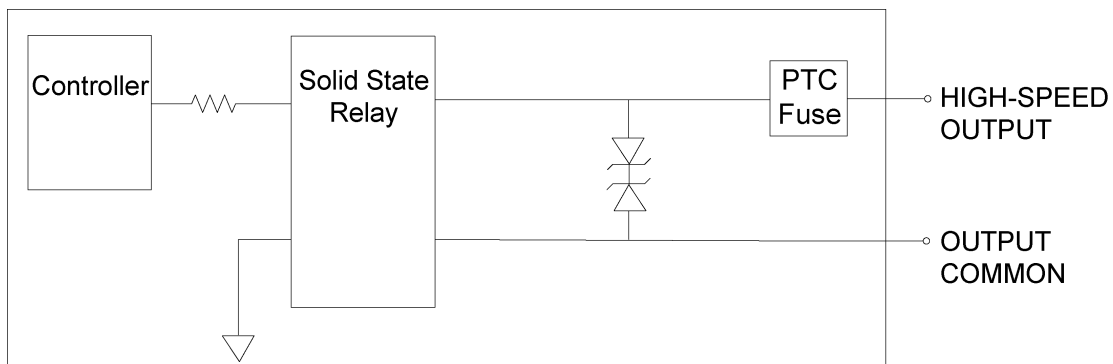 Controller
Solid State
Relay
PTC
Fuse
HIGH-SPEED
OUTPUT
OUTPUT
COMMON